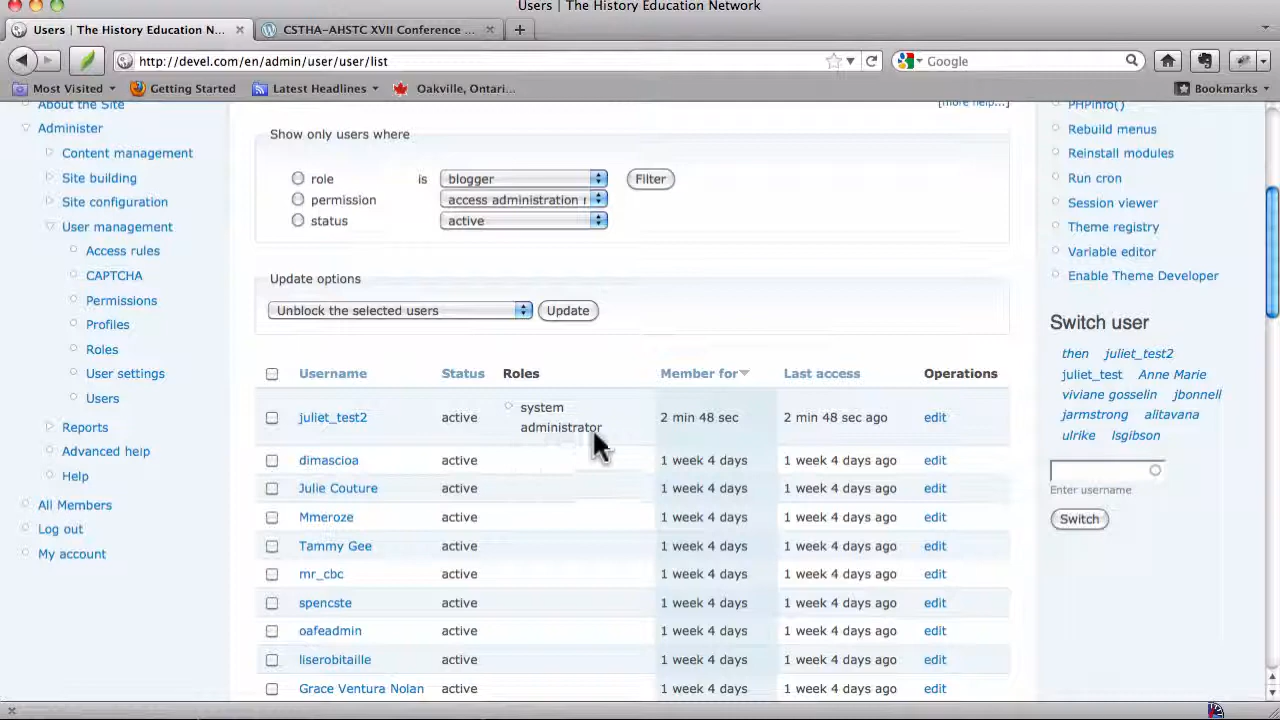 Users | The History Education Network
Users | The History Education N...
CSTHA-AHSTC XVII Conference ...
http://devel.com/en/admin/user/user/list
Google
Most Visited
Getting Started
Latest Headlines
Oakville, Ontari...
Bookmarks
About the Site
Administer
Content management
Site building
Site configuration
User management
Access rules
CAPTCHA
Permissions
Profiles
Roles
User settings
Users
Reports
Advanced help
Help
All Members
Log out
My account
[more help...]
Show only users where
role is blogger Filter
permission access administration
status active
Update options
Unblock the selected users Update
Username Status Roles Member for Last access Operations
juliet_test2 active system administrator 2 min 48 sec 2 min 48 sec ago edit
dimascioa active 1 week 4 days 1 week 4 days ago edit
Julie Couture active 1 week 4 days 1 week 4 days ago edit
Mmeroze active 1 week 4 days 1 week 4 days ago edit
Tammy Gee active 1 week 4 days 1 week 4 days ago edit
mr_cbc active 1 week 4 days 1 week 4 days ago edit
spencste active 1 week 4 days 1 week 4 days ago edit
oafeadmin active 1 week 4 days 1 week 4 days ago edit
liserobitaille active 1 week 4 days 1 week 4 days ago edit
Grace Ventura Nolan active 1 week 4 days 1 week 4 days ago edit
PHPinfo()
Rebuild menus
Reinstall modules
Run cron
Session viewer
Theme registry
Variable editor
Enable Theme Developer
Switch user
then juliet_test2
juliet_test Anne Marie
viviane gosselin jbonnell
jarmstrong alitavana
ulrike lsgibson
Enter username
Switch